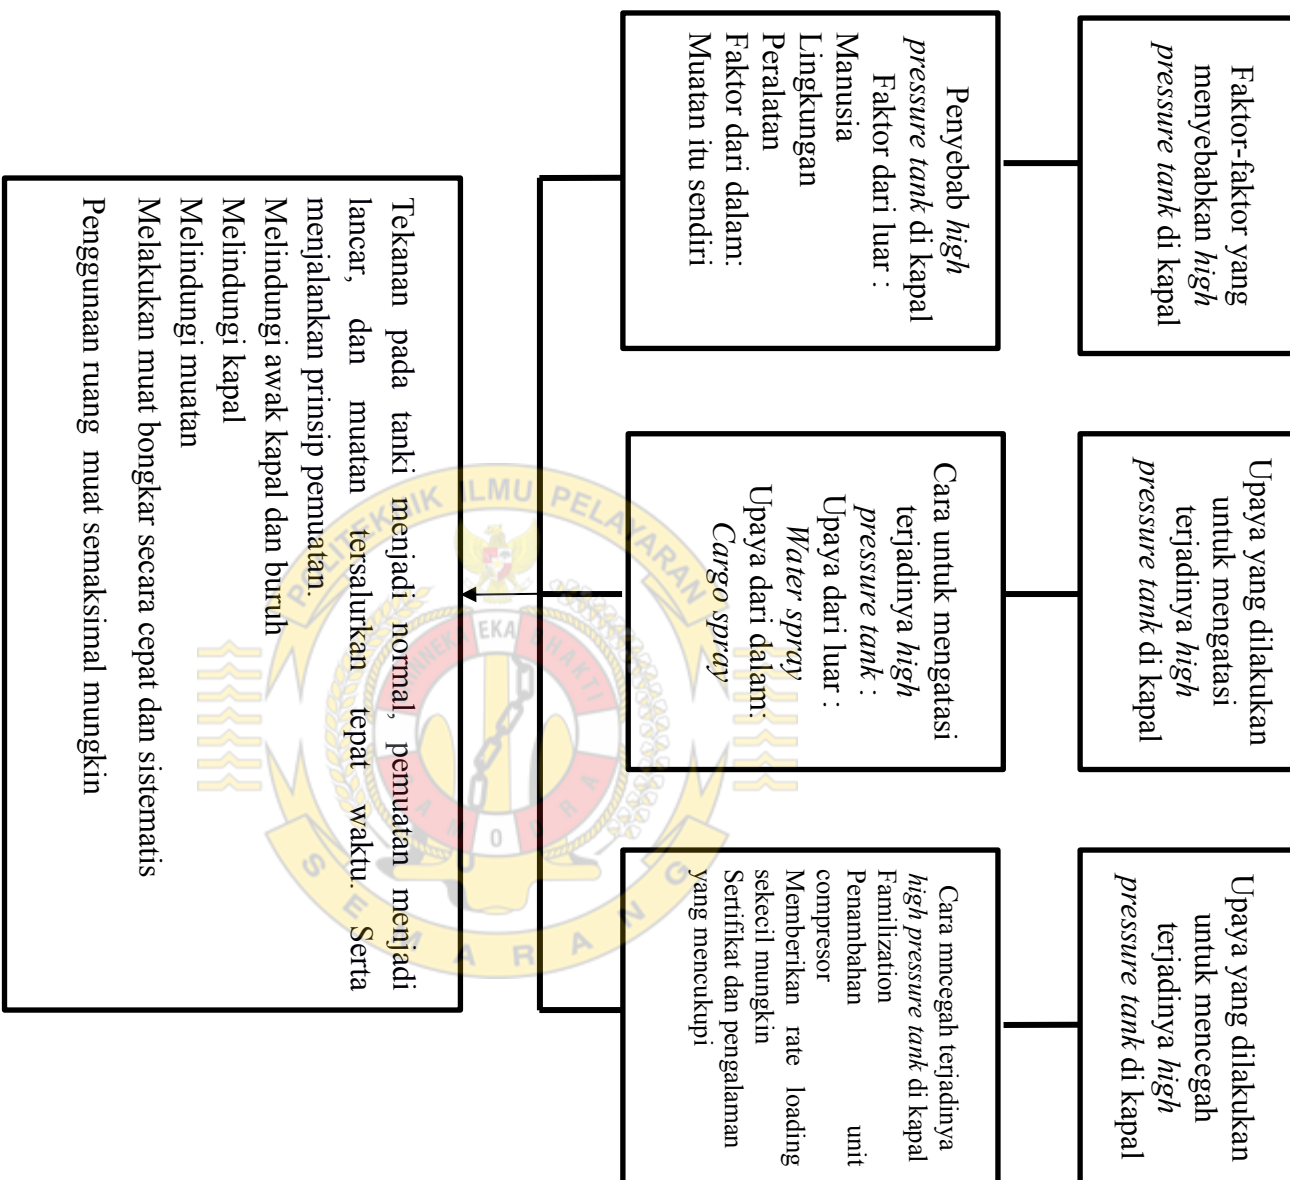 Faktor-faktor yang
menyebabkan high
pressure tank di kapal
Upaya yang dilakukan
untuk mengatasi
terjadinya high
pressure tank di kapal
Upaya yang dilakukan
untuk mencegah
terjadinya high
pressure tank di kapal
Penyebab high
pressure tank di kapal
Faktor dari luar :
Manusia
Lingkungan
Peralatan
Faktor dari dalam:
Muatan itu sendiri
Cara untuk mengatasi
terjadinya high
pressure tank :
Upaya dari luar :
Water spray
Upaya dari dalam:
Cargo spray
Cara mncegah terjadinya
high pressure tank di kapal
Familization
Penambahan unit
compresor
Memberikan rate loading
sekecil mungkin
Sertifikat dan pengalaman
yang mencukupi
Tekanan pada tanki menjadi normal, pemuatan menjadi
lancar, dan muatan tersalurkan tepat waktu. Serta
menjalankan prinsip pemuatan.
Melindungi awak kapal dan buruh
Melindungi kapal
Melindungi muatan
Melakukan muat bongkar secara cepat dan sistematis
Penggunaan ruang muat semaksimal mungkin
POLITEKNIK ILMU PELAYARAN
SEMARANG
BHINEKA EKA BHAKTI